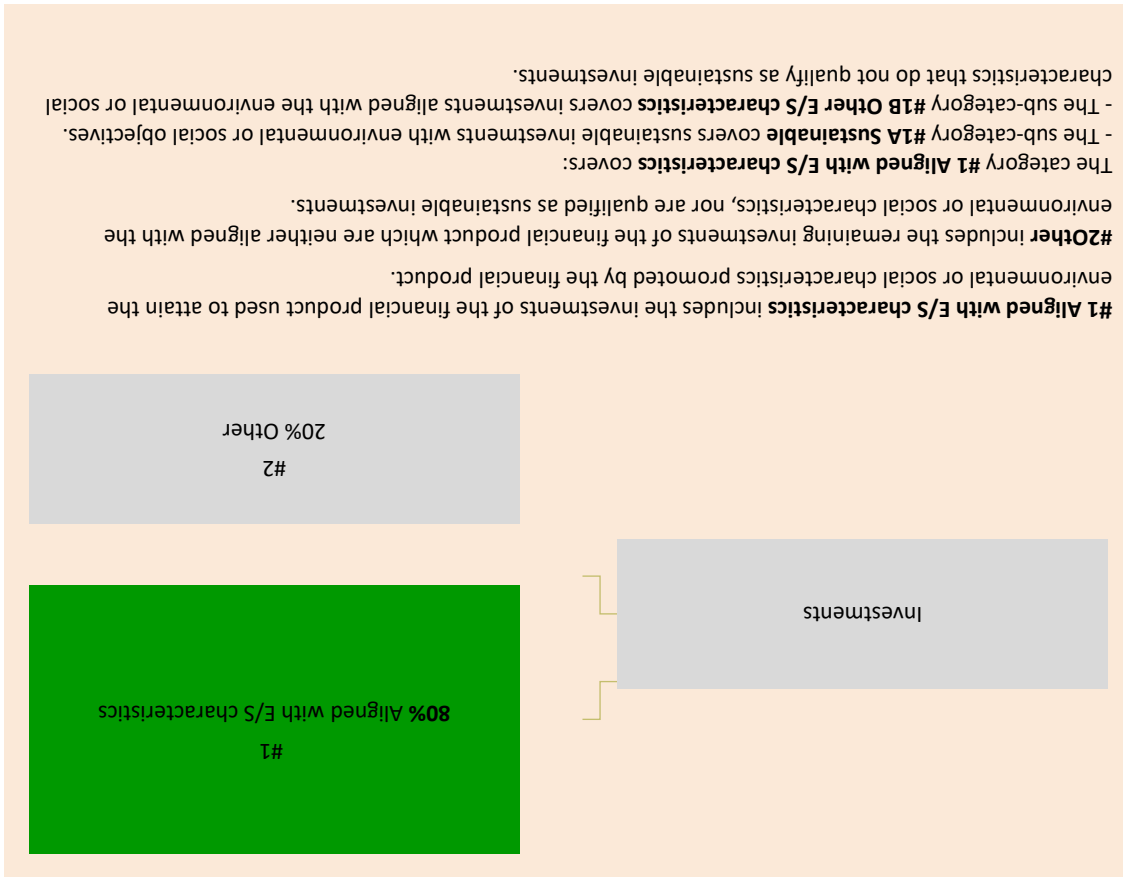 #1
80% Aligned with E/S characteristics
Investments
#2
20% Other
#1 Aligned with E/S characteristics includes the investments of the financial product used to attain the
environmental or social characteristics promoted by the financial product.
#2Other includes the remaining investments of the financial product which are neither aligned with the
environmental or social characteristics, nor are qualified as sustainable investments.
The category #1 Aligned with E/S characteristics covers:
- The sub-category #1A Sustainable covers sustainable investments with environmental or social objectives.
- The sub-category #1B Other E/S characteristics covers investments aligned with the environmental or social
characteristics that do not qualify as sustainable investments.